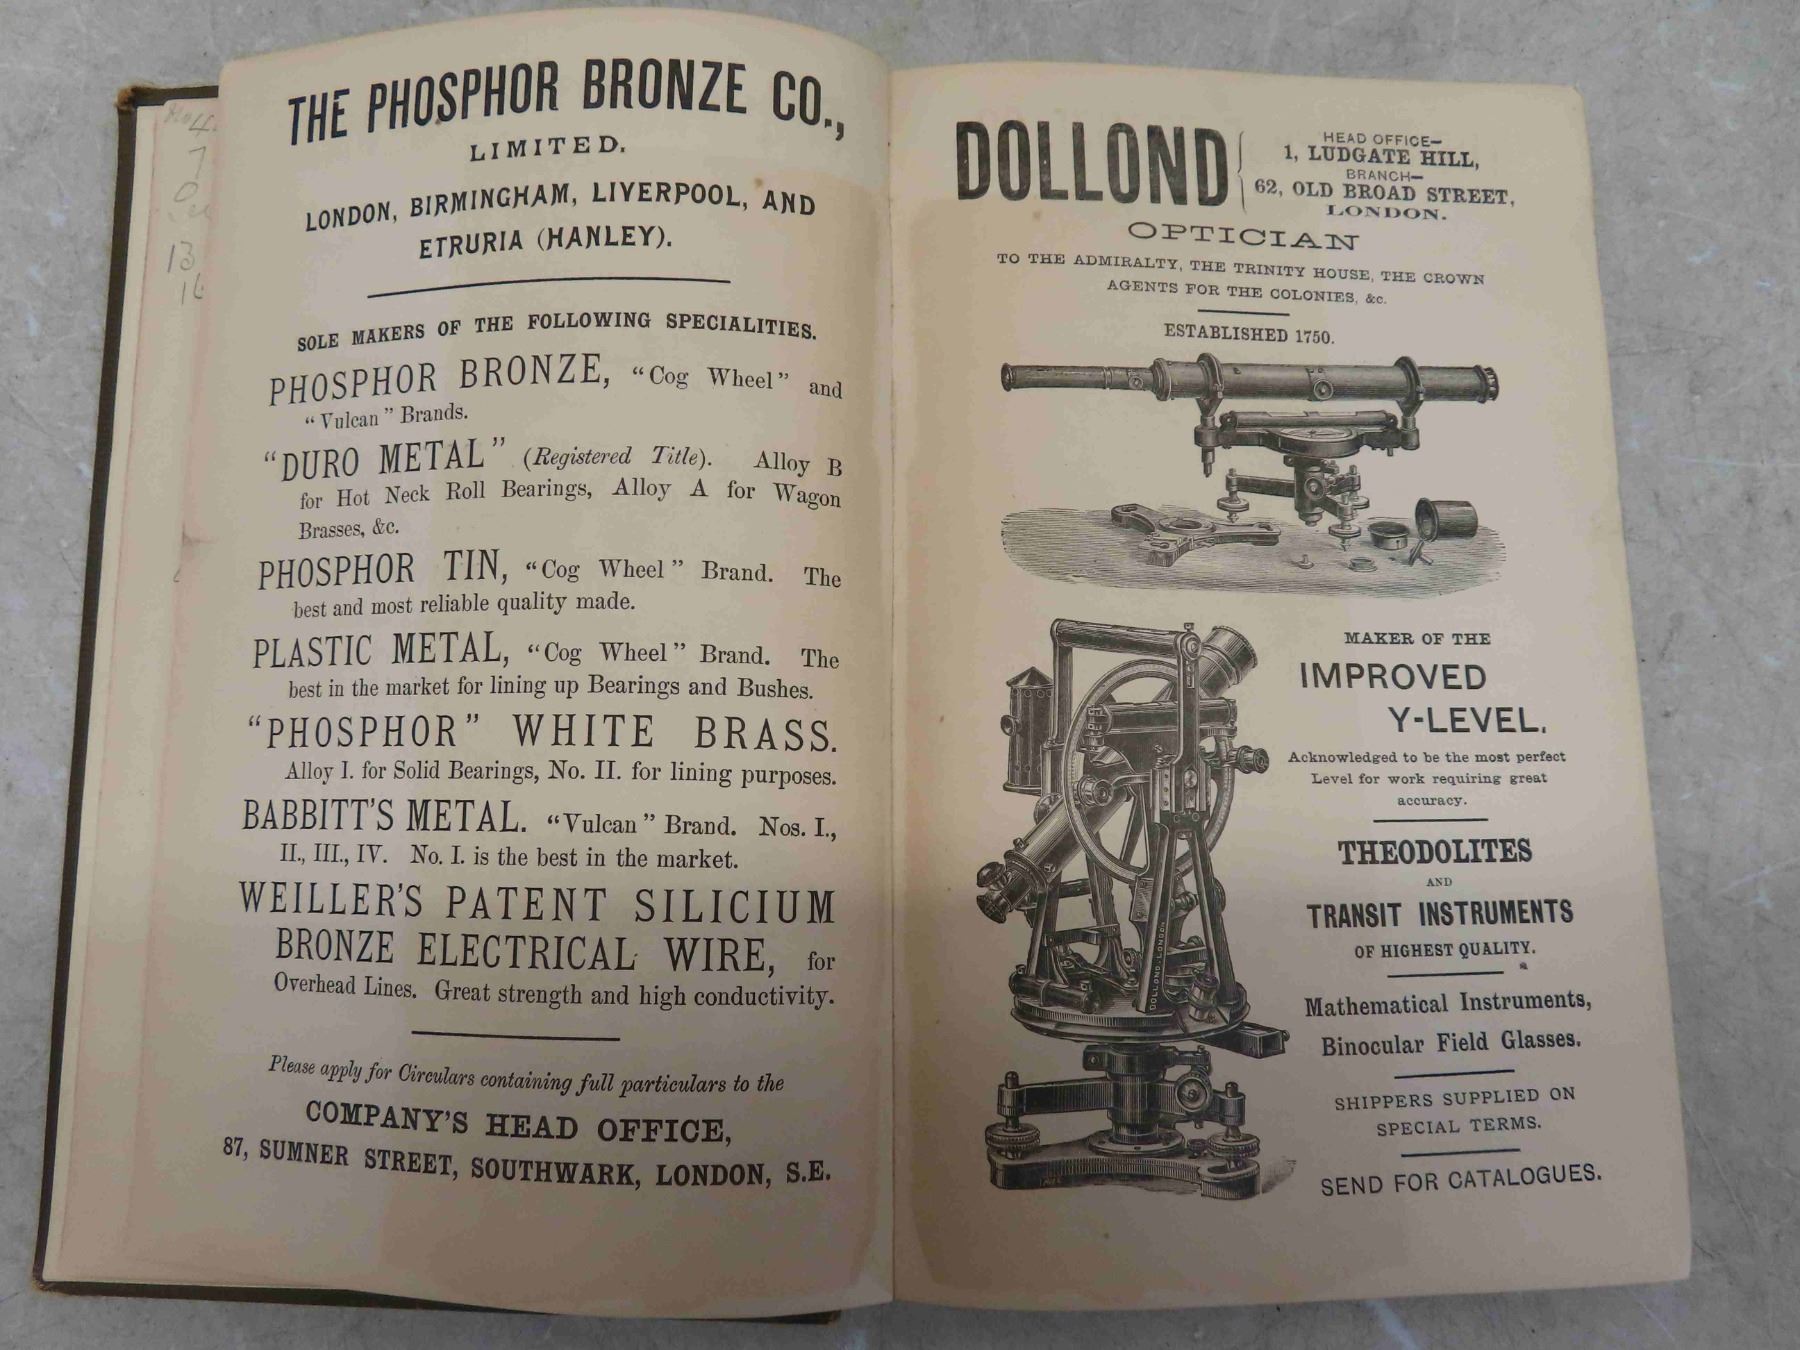 4
7
0
13
THE PHOSPHOR BRONZE CO.,
LIMITED.
LONDON, BIRMINGHAM, LIVERPOOL, AND
ETRURIA (HANLEY).
SOLE MAKERS OF THE FOLLOWING SPECIALITIES.
PHOSPHOR BRONZE, "Cog Wheel" and
"Vulcan" Brands.
"DURO METAL" (Registered Title). Alloy B
for Hot Neck Roll Bearings, Alloy A for Wagon
Brasses, &c.
PHOSPHOR TIN, "Cog Wheel" Brand. The
best and most reliable quality made.
PLASTIC METAL, "Cog Wheel" Brand. The
best in the market for lining up Bearings and Bushes.
"PHOSPHOR" WHITE BRASS.
Alloy I. for Solid Bearings, No. II. for lining purposes.
BABBITT'S METAL. "Vulcan" Brand. Nos. I.,
II., III., IV. No. I. is the best in the market.
WEILLER'S PATENT SILICIUM
BRONZE ELECTRICAL WIRE, for
Overhead Lines. Great strength and high conductivity.
Please apply for Circulars containing full particulars to the
COMPANY'S HEAD OFFICE,
87, SUMNER STREET, SOUTHWARK, LONDON, S.E.
DOLLOND
HEAD OFFICE—
1, LUDGATE HILL,
BRANCH—
62, OLD BROAD STREET,
LONDON.
OPTICIAN
TO THE ADMIRALTY, THE TRINITY HOUSE, THE CROWN
AGENTS FOR THE COLONIES, &c.
ESTABLISHED 1750.
MAKER OF THE
IMPROVED
Y-LEVEL.
Acknowledged to be the most perfect
Level for work requiring great
accuracy.
THEODOLITES
AND
TRANSIT INSTRUMENTS
OF HIGHEST QUALITY.
DOLLOND·LONDON
Mathematical Instruments,
Binocular Field Glasses.
SHIPPERS SUPPLIED ON
SPECIAL TERMS.
SEND FOR CATALOGUES.